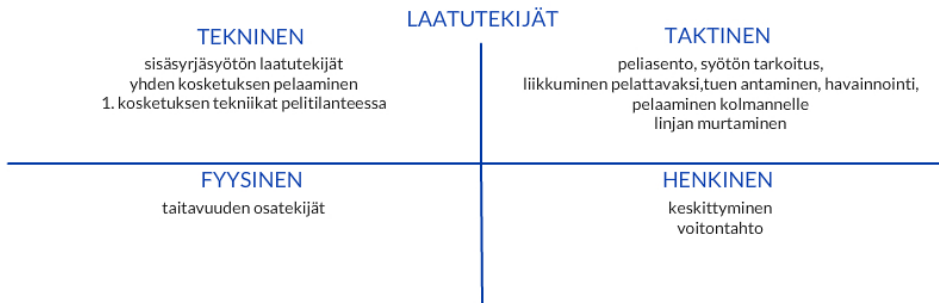 LAATUTEKIJÄT
TEKNINEN
sisäsyrjäsyötön laatutekijät
yhden kosketuksen pelaaminen
1. kosketuksen tekniikat pelitilanteessa
TAKTINEN
peliasento, syötön tarkoitus,
liikkuminen pelattavaksi,tuen antaminen, havainnointi,
pelaaminen kolmannelle
linjan murtaminen
FYYSINEN
taitavuuden osatekijät
HENKINEN
keskittyminen
voitontahto